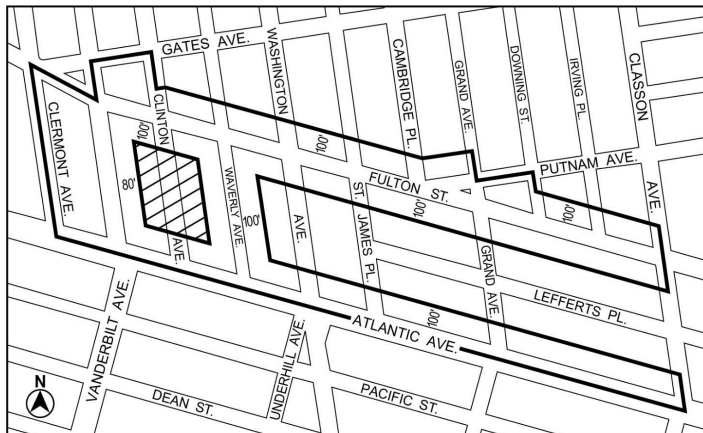 GATES AVE.
WASHINGTON
CAMBRIDGE PL.
GRAND AVE.
DOWNING ST.
IRVING PL.
CLASSON
CLERMONT AVE.
CLINTON
100'
100'
PUTNAM AVE.
80'
WAVERLY AVE.
FULTON ST.
100'
AVE.
100'
100'
AVE.
AVE.
ST. JAMES PL.
GRAND AVE.
LEFFERTS PL.
VANDERBILT AVE.
UNDERHILL AVE.
ATLANTIC AVE.
100'
N
DEAN ST.
PACIFIC ST.